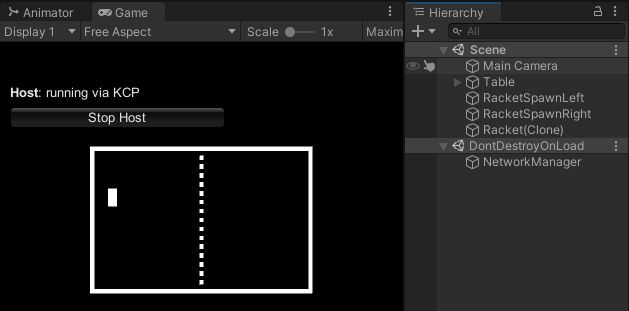 Animator
Game
Display 1
Free Aspect
Scale
1x
Maxim
Host: running via KCP
Stop Host
Hierarchy
All
Scene
Main Camera
Table
RacketSpawnLeft
RacketSpawnRight
Racket(Clone)
DontDestroyOnLoad
NetworkManager